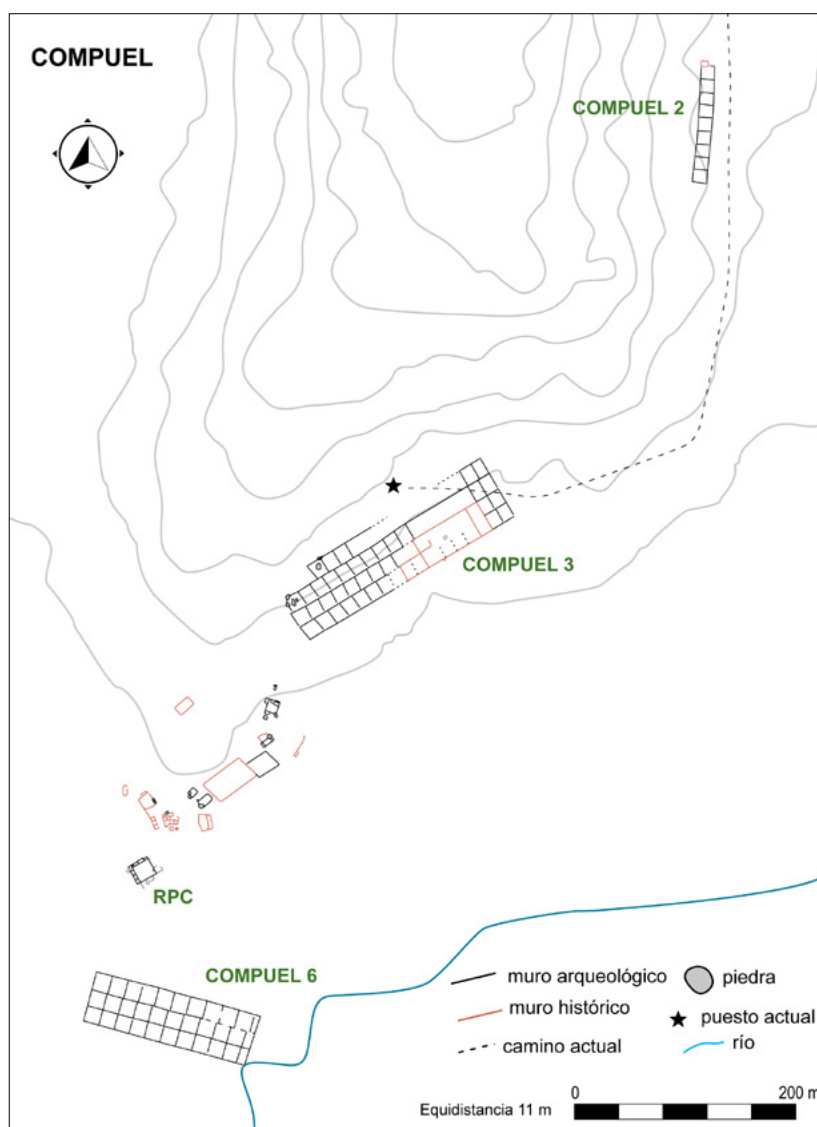 COMPUEL
COMPUEL 2
COMPUEL 3
RPC
COMPUEL 6
muro arqueológico
piedra
muro histórico
puesto actual
camino actual
río
Equidistancia 11 m
0
200 m